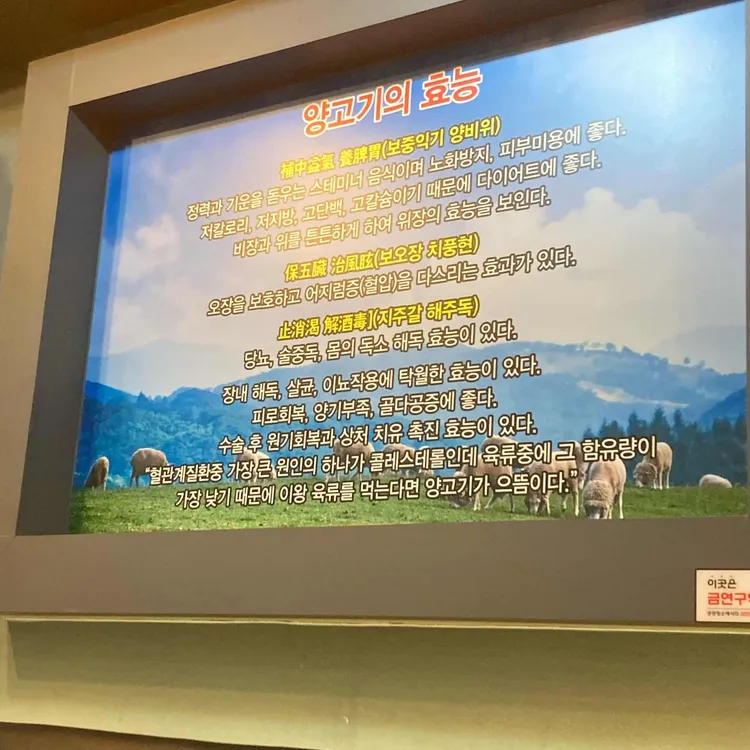 양고기의 효능
補中益氣 養脾胃(보중익기 양비위)
정력과 기운을 돋우는 스테미너 음식이며 노화방지, 피부미용에 좋다.
저칼로리, 저지방, 고단백, 고칼슘이기 때문에 다이어트에 좋다.
비장과 위를 튼튼하게 하여 위장의 효능을 보인다.
保五臟 治風眩(보오장 치풍현)
오장을 보호하고 어지럼증(혈압)을 다스리는 효과가 있다.
止消渴 解酒毒](지주갈 해주독)
당뇨, 술중독, 몸의 독소 해독 효능이 있다.
장내 해독, 살균, 이뇨작용에 탁월한 효능이 있다.
피로회복, 양기부족, 골다공증에 좋다.
수술 후 원기회복과 상처 치유 촉진 효능이 있다.
“혈관계질환중 가장 큰 원인의 하나가 콜레스테롤인데 육류중에 그 함유량이
가장 낮기 때문에 이왕 육류를 먹는다면 양고기가 으뜸이다.”
이곳은
금연구역